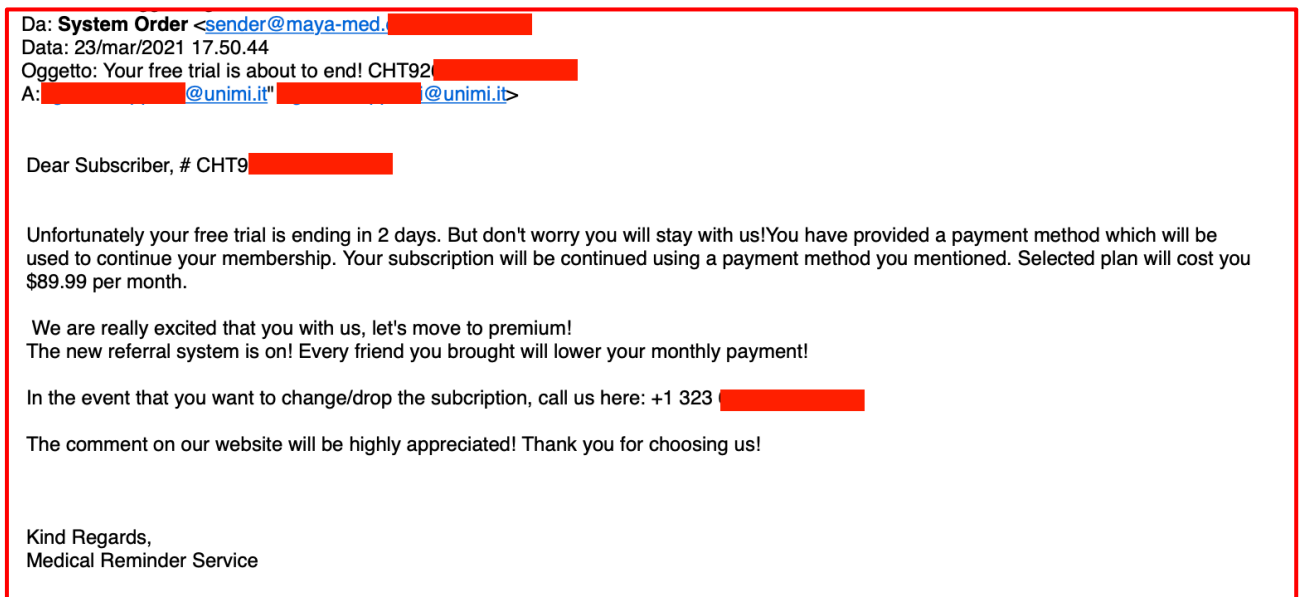 Da: System Order <sender@maya-med.
Data: 23/mar/2021 17.50.44
Oggetto: Your free trial is about to end! CHT92
A: @unimi.it" @unimi.it>
Dear Subscriber, # CHT9
Unfortunately your free trial is ending in 2 days. But don't worry you will stay with us!You have provided a payment method which will be
used to continue your membership. Your subscription will be continued using a payment method you mentioned. Selected plan will cost you
$89.99 per month.
We are really excited that you with us, let's move to premium!
The new referral system is on! Every friend you brought will lower your monthly payment!
In the event that you want to change/drop the subcription, call us here: +1 323
The comment on our website will be highly appreciated! Thank you for choosing us!
Kind Regards,
Medical Reminder Service